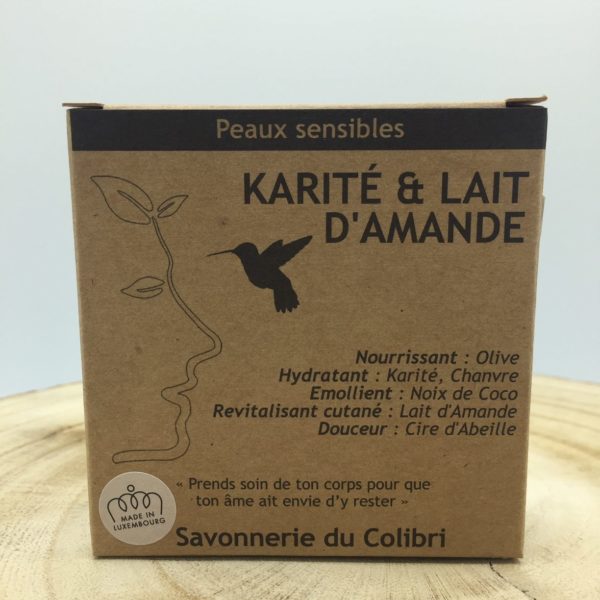 Peaux sensibles
KARITÉ & LAIT
D'AMANDE
Nourrissant : Olive
Hydratant : Karité, Chanvre
Emollient : Noix de Coco
Revitalisant cutané : Lait d'Amande
Douceur : Cire d'Abeille
« Prends soin de ton corps pour que
ton âme ait envie d'y rester »
MADE IN
LUXEMBOURG
Savonnerie du Colibri